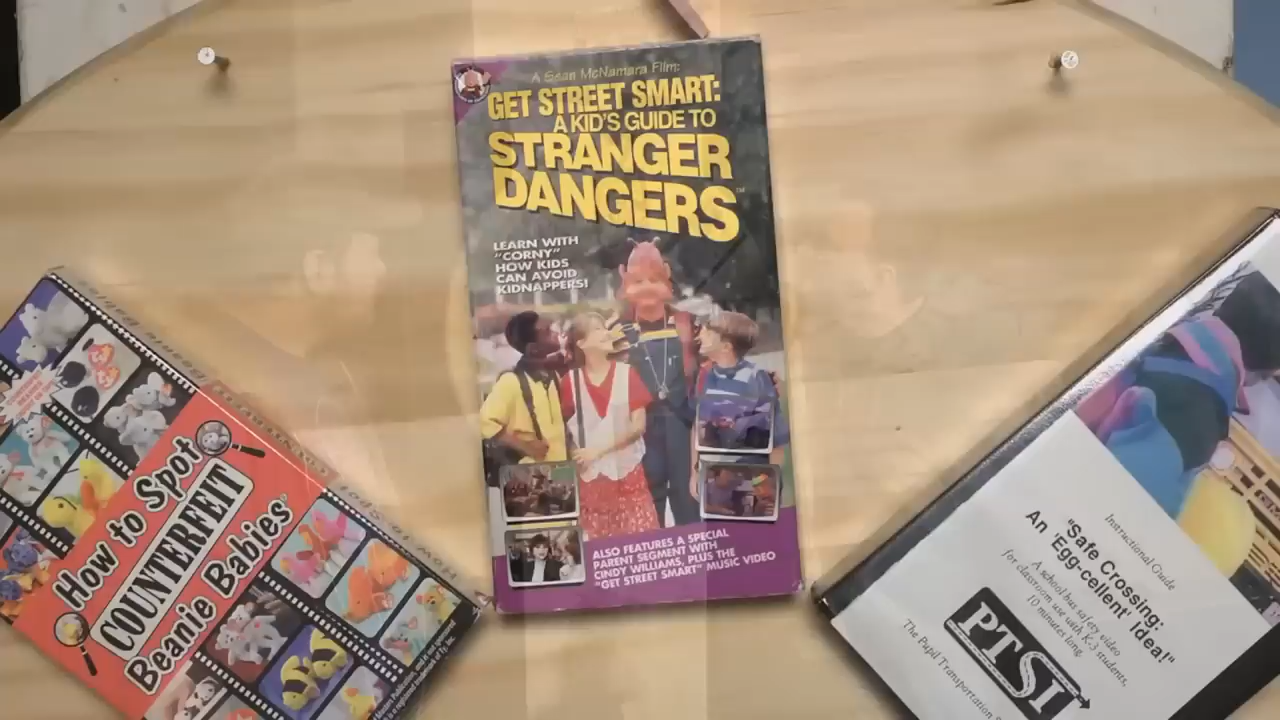 A Sean McNamara Film:
GET STREET SMART:
A KID'S GUIDE TO
STRANGER
DANGERS™
LEARN WITH
"CORNY"
HOW KIDS
CAN AVOID
KIDNAPPERS!
ALSO FEATURES A SPECIAL
PARENT SEGMENT WITH
CINDY WILLIAMS, PLUS THE
"GET STREET SMART" MUSIC VIDEO
How to Spot
COUNTERFEIT
Beanie Babies®
Instructional Guide
"Safe Crossing:
An 'Egg-cellent' Idea!"
A school bus safety video
for classroom use with K-3 students,
10 minutes long.
PTSI
The Pupil Transportation